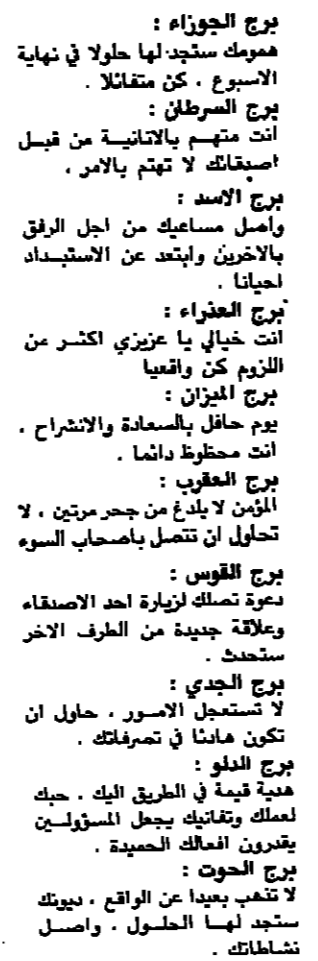 برج الجوزاء :
همومك ستجد لها حلولا في نهاية
الاسبوع . كن متفائلا .
برج السرطان :
انت متهم بالانانية من قبل
اصدقائك لا تهتم بالامر .
برج الاسد :
واصل مساعيك من اجل الرفق
بالاخرين وابتعد عن الاستبداد
احيانا .
برج العذراء :
انت خيالي يا عزيزي اكثر من
اللزوم كن واقعيا
برج الميزان :
يوم حافل بالسعادة والانشراح .
انت محظوظ دائما .
برج العقرب :
المؤمن لا يلدغ من جحر مرتين ، لا
تحاول ان تتصل باصحاب السوء
برج القوس :
دعوة تصلك لزيارة احد الاصدقاء
وعلاقة جديدة من الطرف الاخر
ستحدث .
برج الجدي :
لا تستعجل الامور ، حاول ان
تكون هادئا في تصرفاتك .
برج الدلو :
هدية قيمة في الطريق اليك . حبك
لعملك وتفانيك يجعل المسؤولين
يقدرون افعالك الحميدة .
برج الحوت :
لا تذهب بعيدا عن الواقع ، ديونك
ستجد لها الحلول . واصل
نشاطاتك .